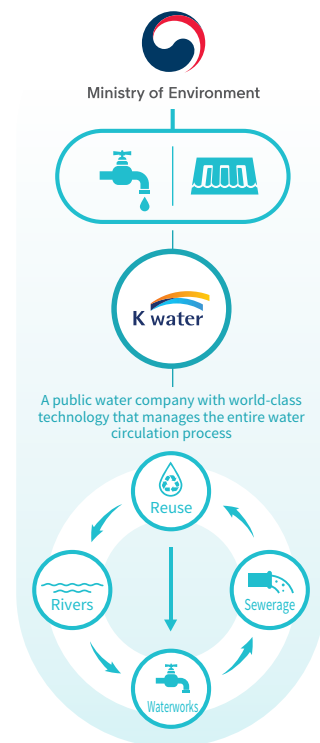 Ministry of Environment
K water
A public water company with world-class
technology that manages the entire water
circulation process
Reuse
Rivers
Sewerage
Waterworks